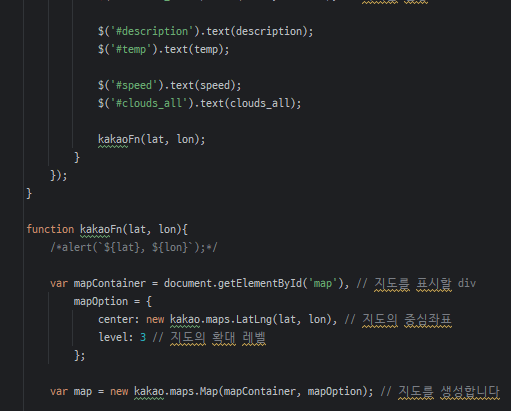 $('#description').text(description);
$('#temp').text(temp);
$('#speed').text(speed);
$('#clouds_all').text(clouds_all);
kakaoFn(lat, lon);
}
});
}
function kakaoFn(lat, lon){
/*alert(`${lat}, ${lon}`);*/
var mapContainer = document.getElementById('map'), // 지도를 표시할 div
mapOption = {
center: new kakao.maps.LatLng(lat, lon), // 지도의 중심좌표
level: 3 // 지도의 확대 레벨
};
var map = new kakao.maps.Map(mapContainer, mapOption); // 지도를 생성합니다